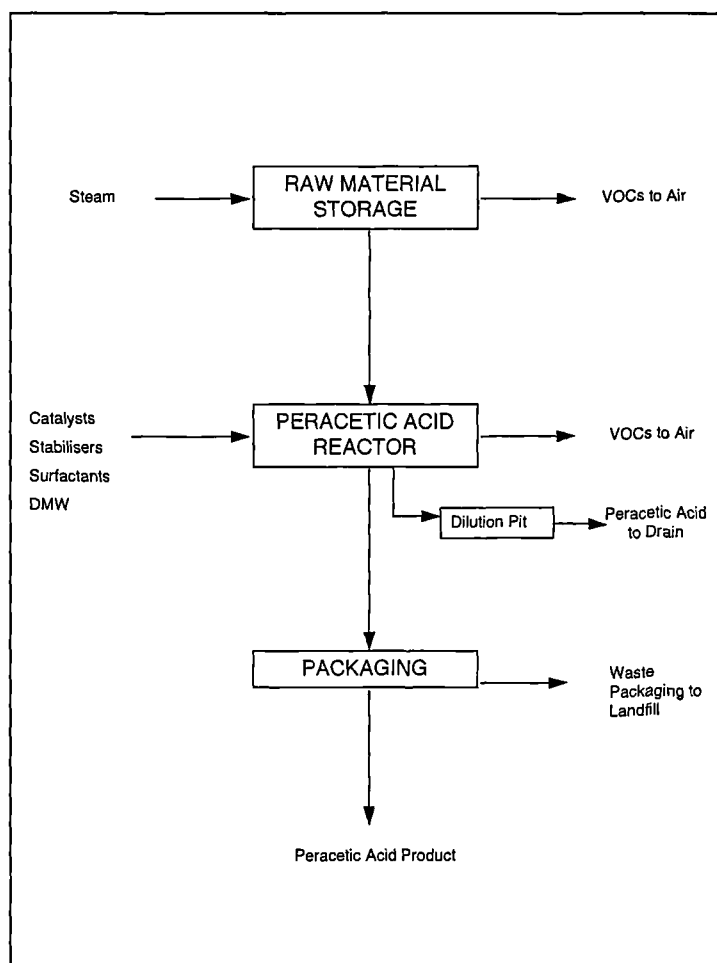 Steam
RAW MATERIAL
STORAGE
VOCs to Air
Catalysts
Stabilisers
Surfactants
DMW
PERACETIC ACID
REACTOR
VOCs to Air
Dilution Pit
Peracetic Acid
to Drain
PACKAGING
Waste
Packaging to
Landfill
Peracetic Acid Product